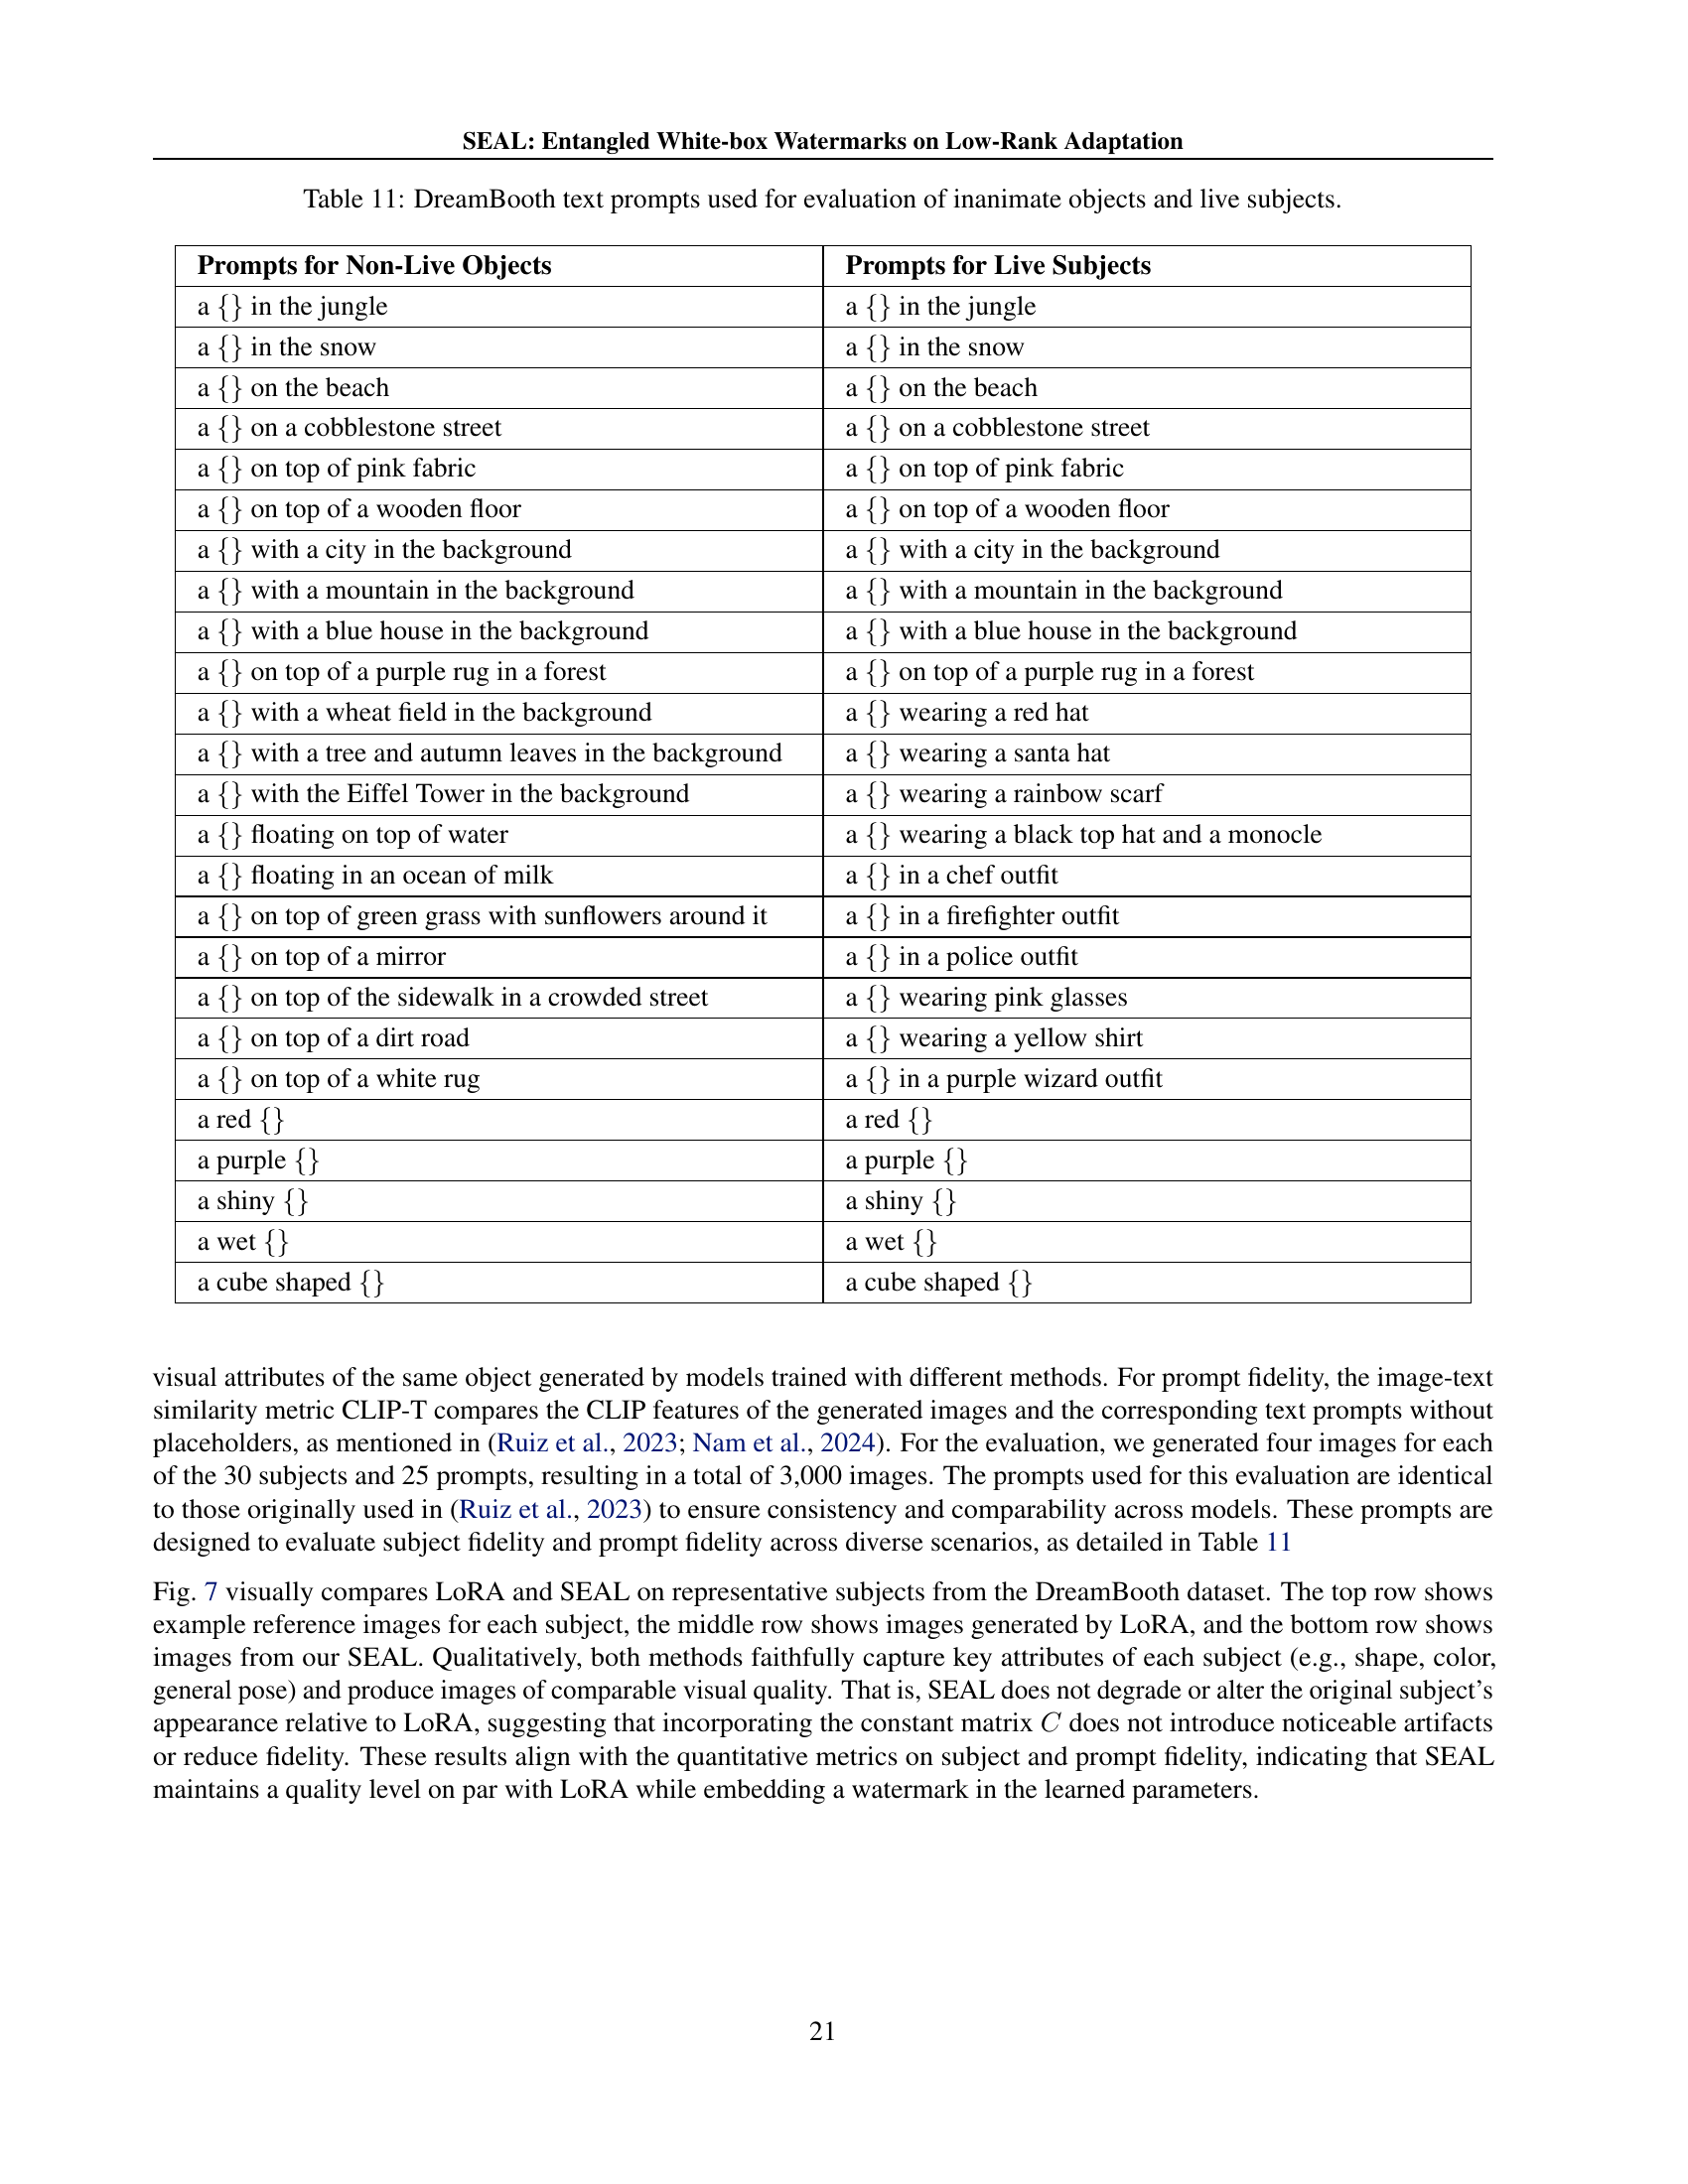 SEAL: Entangled White-box Watermarks on Low-Rank Adaptation
Table 11: DreamBooth text prompts used for evaluation of inanimate objects and live subjects.
Prompts for Non-Live Objects Prompts for Live Subjects
a {} in the jungle a {} in the jungle
a {} in the snow a {} in the snow
a {} on the beach a {} on the beach
a {} on a cobblestone street a {} on a cobblestone street
a {} on top of pink fabric a {} on top of pink fabric
a {} on top of a wooden floor a {} on top of a wooden floor
a {} with a city in the background a {} with a city in the background
a {} with a mountain in the background a {} with a mountain in the background
a {} with a blue house in the background a {} with a blue house in the background
a {} on top of a purple rug in a forest a {} on top of a purple rug in a forest
a {} with a wheat field in the background a {} wearing a red hat
a {} with a tree and autumn leaves in the background a {} wearing a santa hat
a {} with the Eiffel Tower in the background a {} wearing a rainbow scarf
a {} floating on top of water a {} wearing a black top hat and a monocle
a {} floating in an ocean of milk a {} in a chef outfit
a {} on top of green grass with sunflowers around it a {} in a firefighter outfit
a {} on top of a mirror a {} in a police outfit
a {} on top of the sidewalk in a crowded street a {} wearing pink glasses
a {} on top of a dirt road a {} wearing a yellow shirt
a {} on top of a white rug a {} in a purple wizard outfit
a red {} a red {}
a purple {} a purple {}
a shiny {} a shiny {}
a wet {} a wet {}
a cube shaped {} a cube shaped {}
visual attributes of the same object generated by models trained with different methods. For prompt fidelity, the image-text
similarity metric CLIP-T compares the CLIP features of the generated images and the corresponding text prompts without
placeholders, as mentioned in (Ruiz et al., 2023; Nam et al., 2024). For the evaluation, we generated four images for each
of the 30 subjects and 25 prompts, resulting in a total of 3,000 images. The prompts used for this evaluation are identical
to those originally used in (Ruiz et al., 2023) to ensure consistency and comparability across models. These prompts are
designed to evaluate subject fidelity and prompt fidelity across diverse scenarios, as detailed in Table 11
Fig. 7 visually compares LoRA and SEAL on representative subjects from the DreamBooth dataset. The top row shows
example reference images for each subject, the middle row shows images generated by LoRA, and the bottom row shows
images from our SEAL. Qualitatively, both methods faithfully capture key attributes of each subject (e.g., shape, color,
general pose) and produce images of comparable visual quality. That is, SEAL does not degrade or alter the original subject's
appearance relative to LoRA, suggesting that incorporating the constant matrix C does not introduce noticeable artifacts
or reduce fidelity. These results align with the quantitative metrics on subject and prompt fidelity, indicating that SEAL
maintains a quality level on par with LoRA while embedding a watermark in the learned parameters.
21